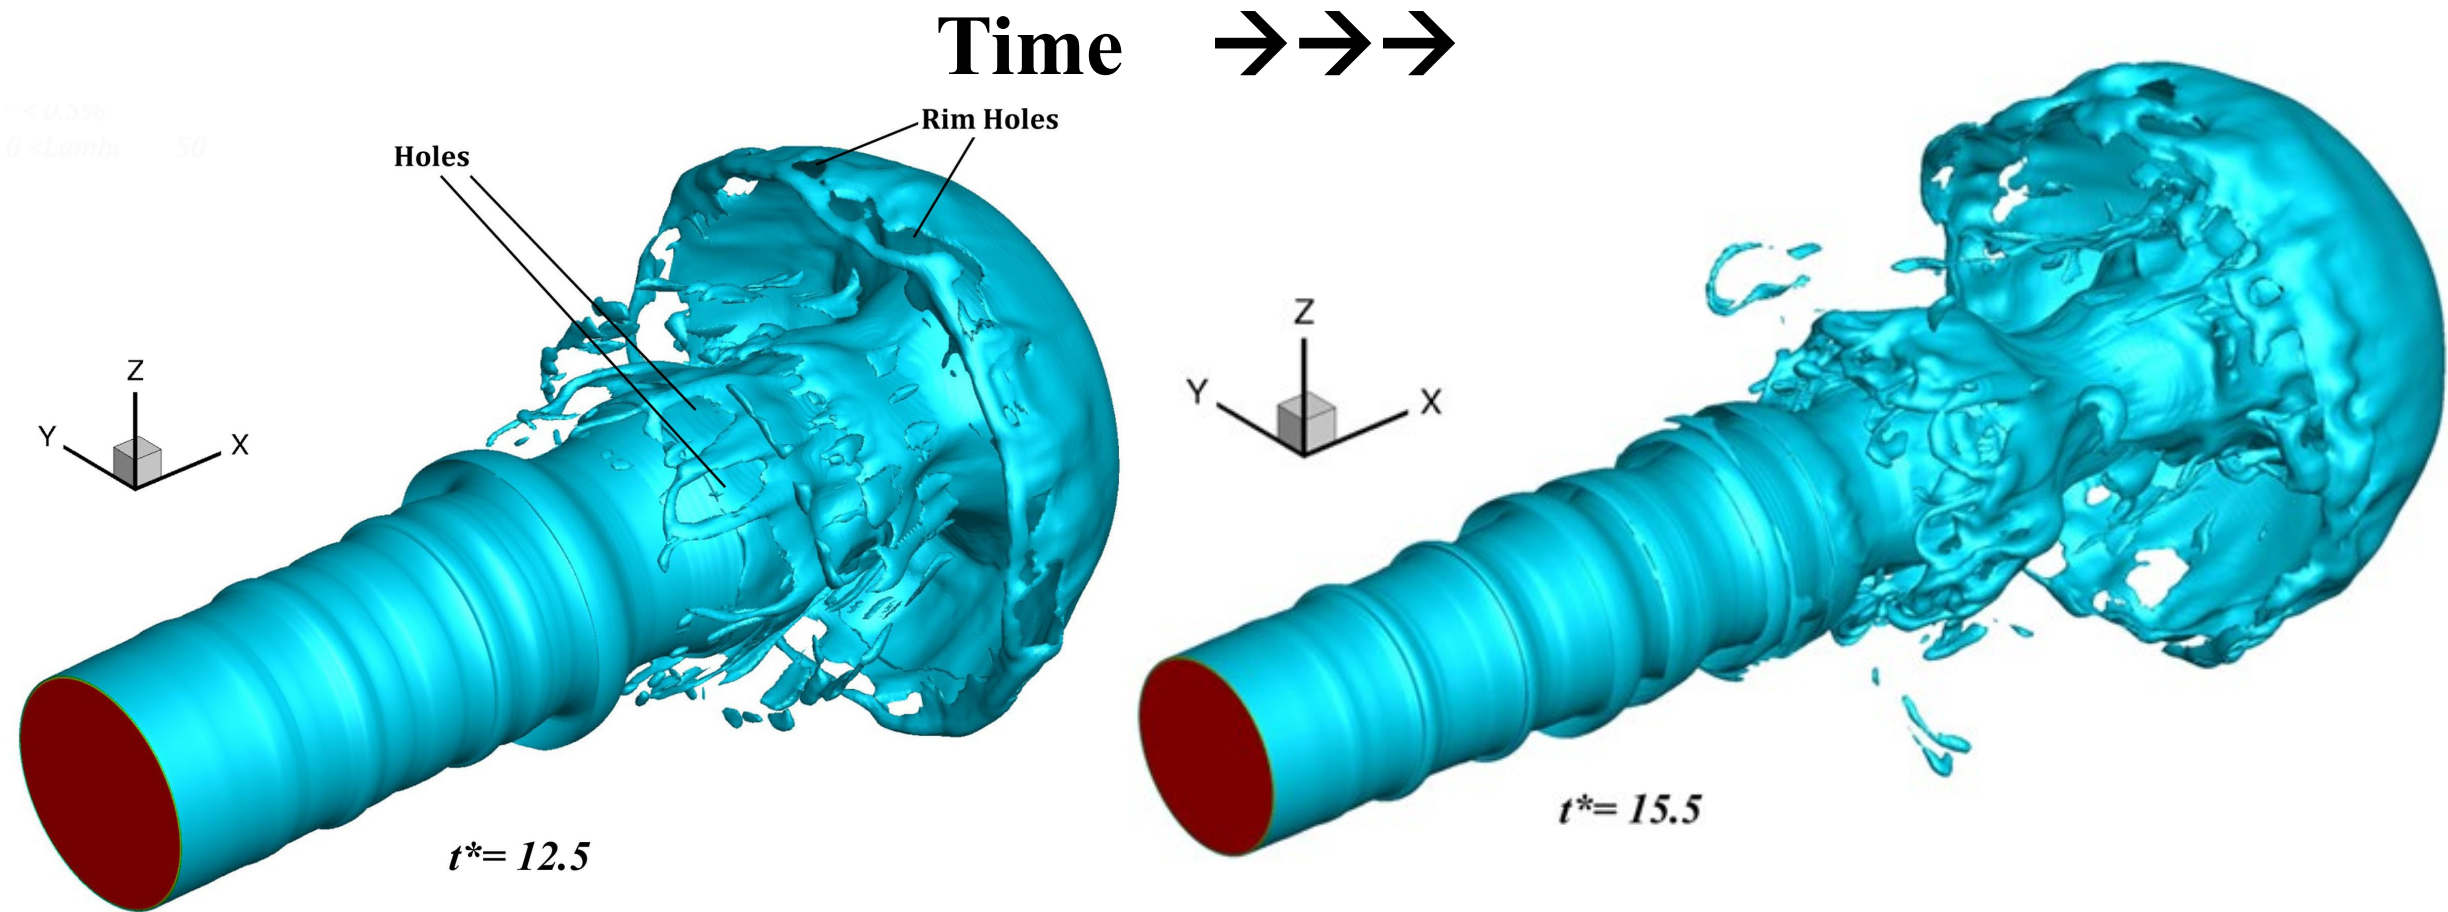 Time →→→
Rim Holes
Holes
Z
Y
X
t*= 12.5
Z
Y
X
t*= 15.5